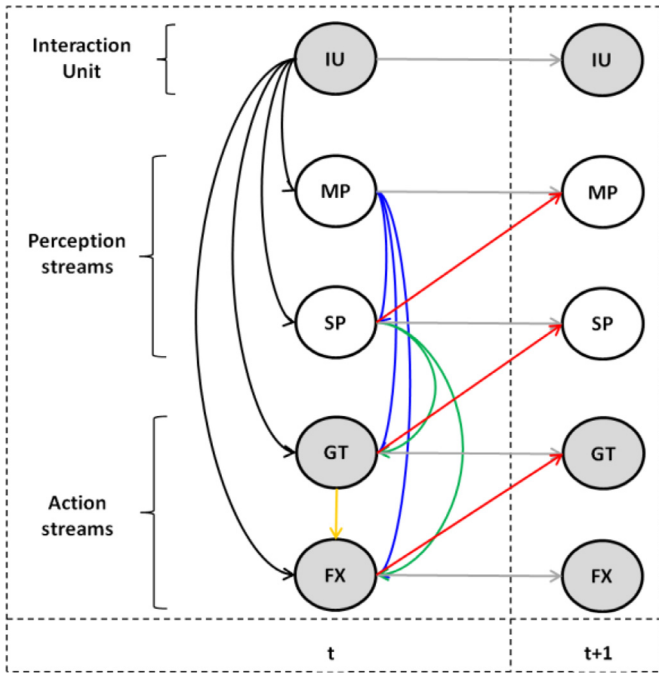 Interaction
Unit
IU
IU
MP
MP
Perception
streams
SP
SP
GT
GT
Action
streams
FX
FX
t
t+1